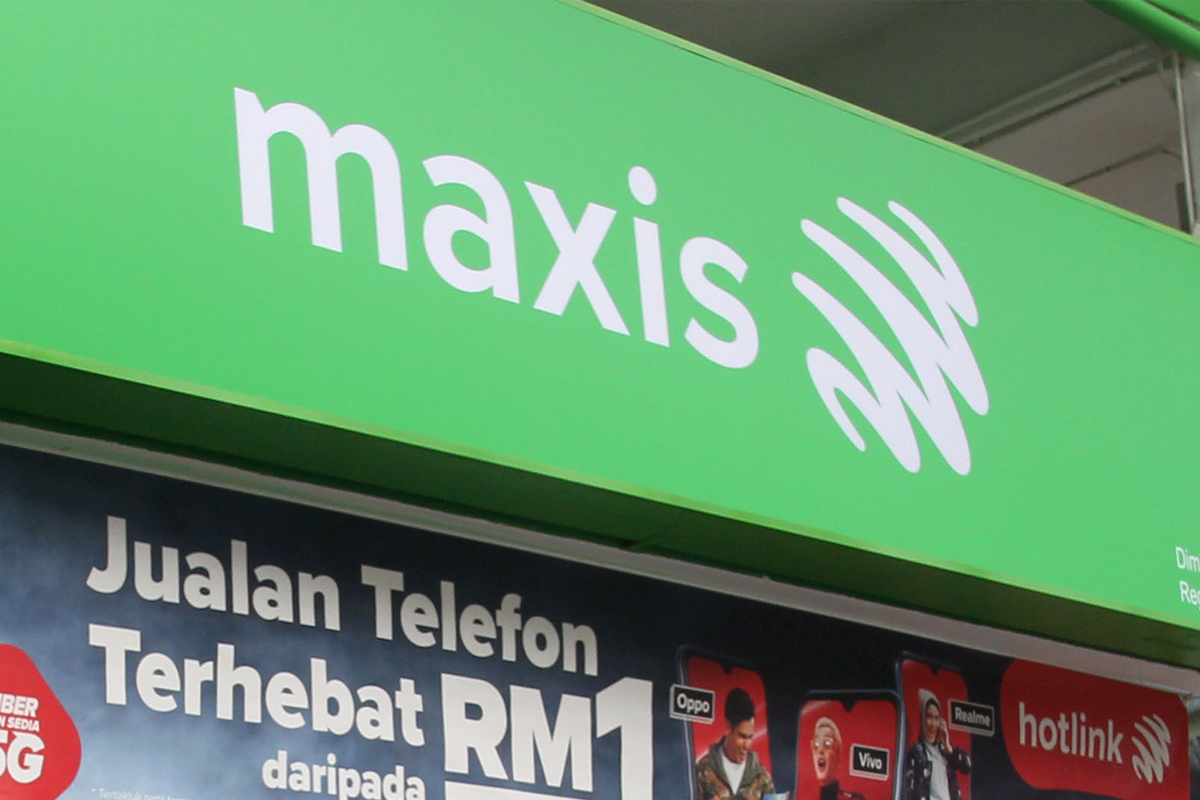 maxis
Jualan Telefon
Terhebat RM1
daripada
5G
Oppo
Vivo
Realme
hotlink